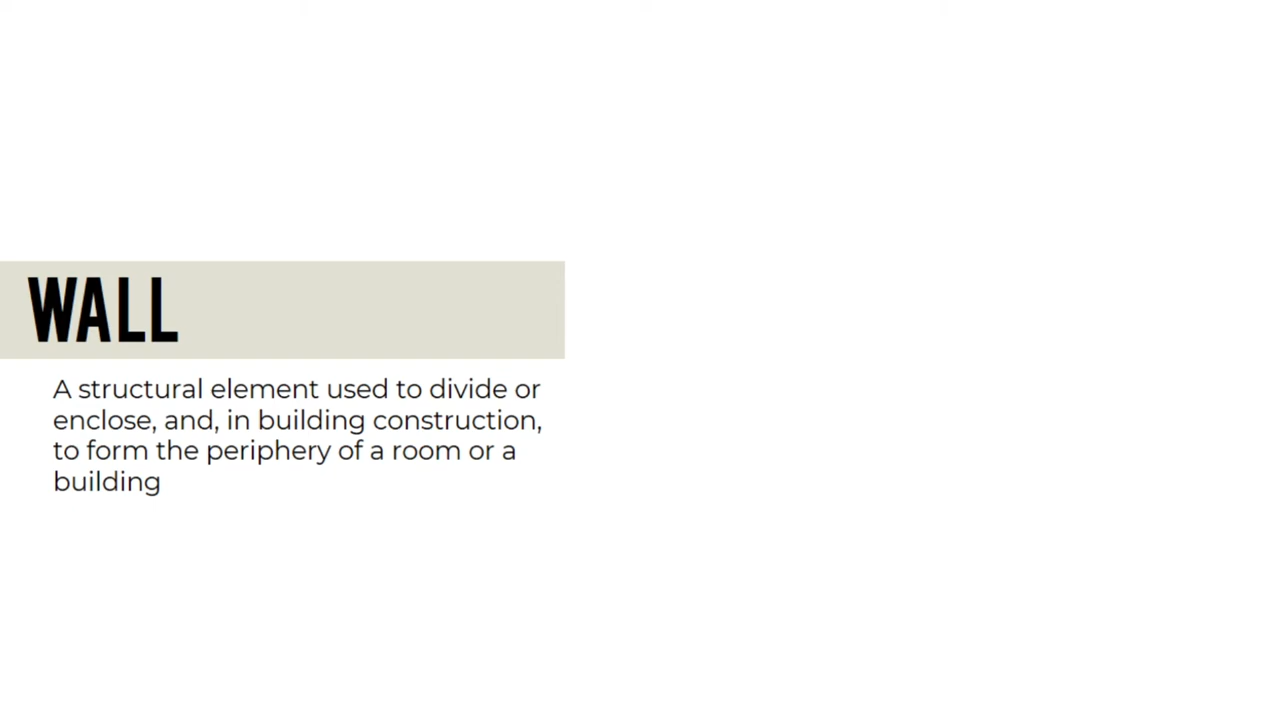 WALL
A structural element used to divide or
enclose, and, in building construction,
to form the periphery of a room or a
building